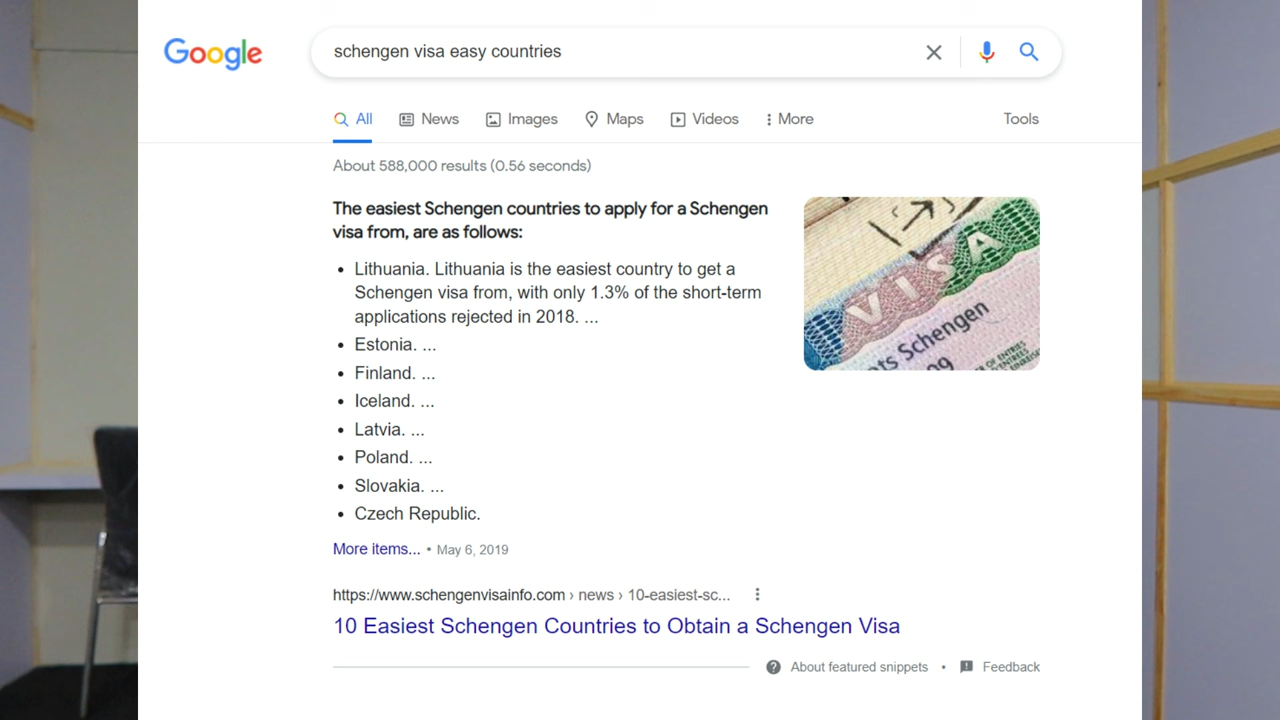 Google
schengen visa easy countries
All News Images Maps Videos More Tools
About 588,000 results (0.56 seconds)
The easiest Schengen countries to apply for a Schengen
visa from, are as follows:
• Lithuania. Lithuania is the easiest country to get a
Schengen visa from, with only 1.3% of the short-term
applications rejected in 2018. ...
• Estonia. ...
• Finland. ...
• Iceland. ...
• Latvia. ...
• Poland. ...
• Slovakia. ...
• Czech Republic.
More items... • May 6, 2019
VISA
Schengen
https://www.schengenvisainfo.com › news › 10-easiest-sc...
10 Easiest Schengen Countries to Obtain a Schengen Visa
About featured snippets • Feedback